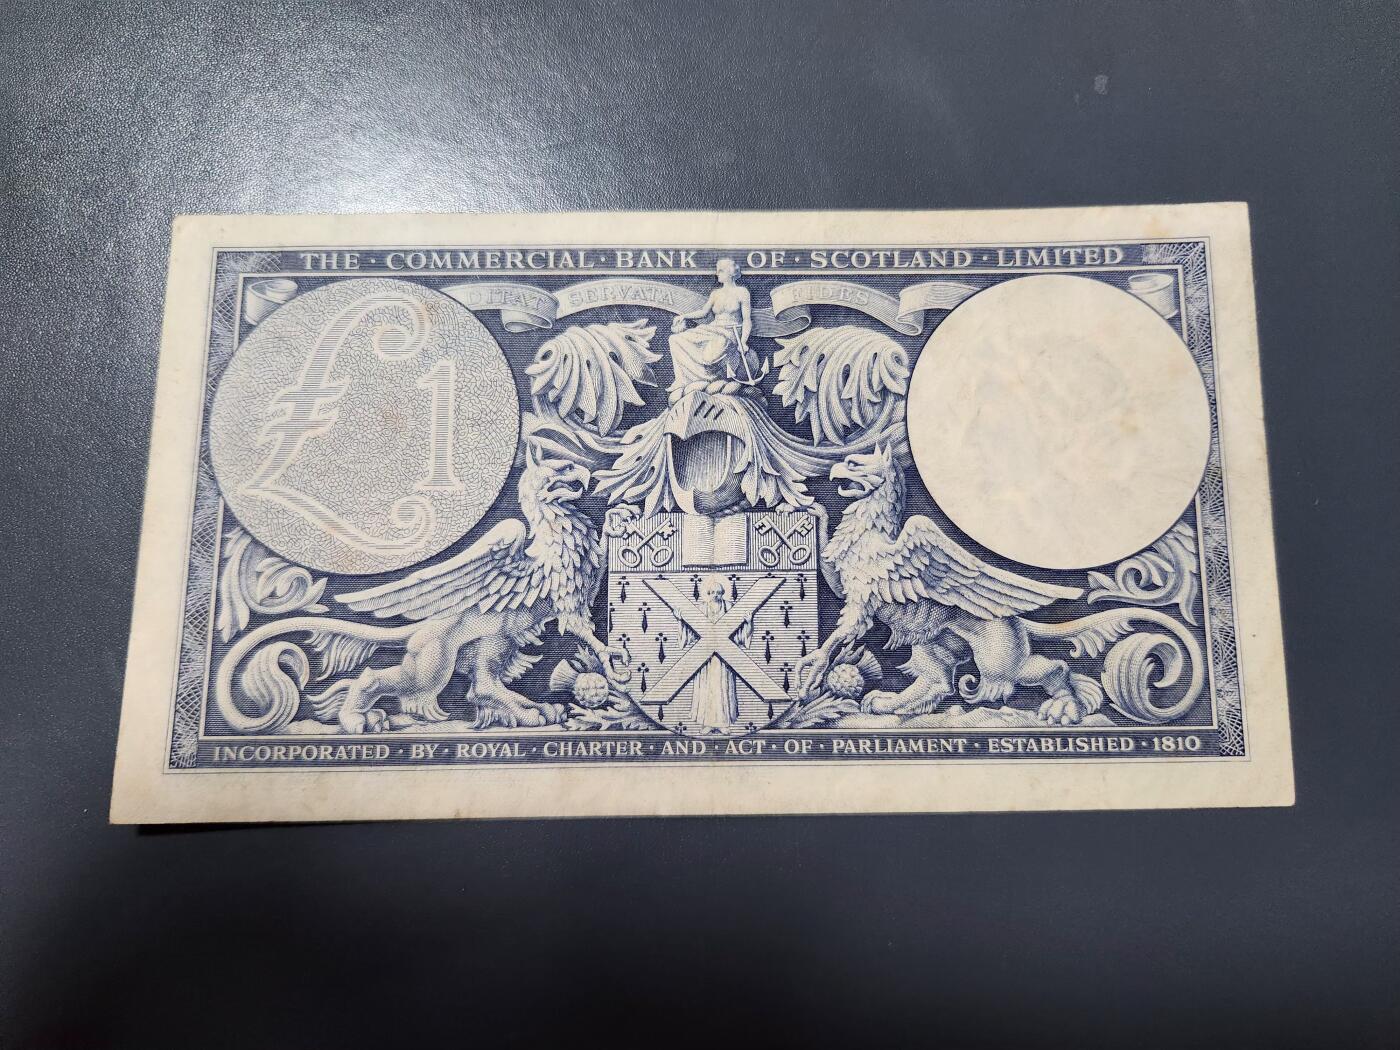 THE · COMMERCIAL · BANK OF · SCOTLAND · LIMITED
DITAT SERVATA FIDES
£1
INCORPORATED · BY · ROYAL · CHARTER · AND · ACT · OF · PARLIAMENT · ESTABLISHED · 1810